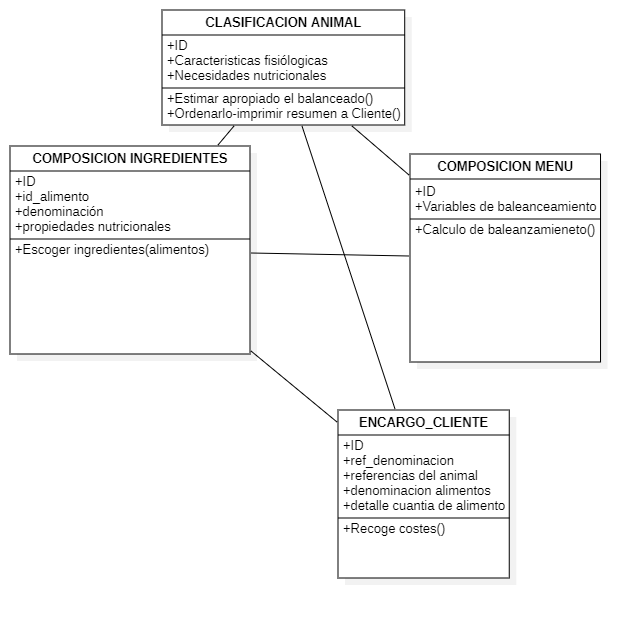 CLASIFICACION ANIMAL
+ID
+Caracteristicas fisiólogicas
+Necesidades nutricionales
+Estimar apropiado el balanceado()
+Ordenarlo-imprimir resumen a Cliente()
COMPOSICION INGREDIENTES
+ID
+id_alimento
+denominación
+propiedades nutricionales
+Escoger ingredientes(alimentos)
COMPOSICION MENU
+ID
+Variables de baleanceamiento
+Calculo de baleanzamieneto()
ENCARGO_CLIENTE
+ID
+ref_denominacion
+referencias del animal
+denominacion alimentos
+detalle cuantia de alimento
+Recoge costes()